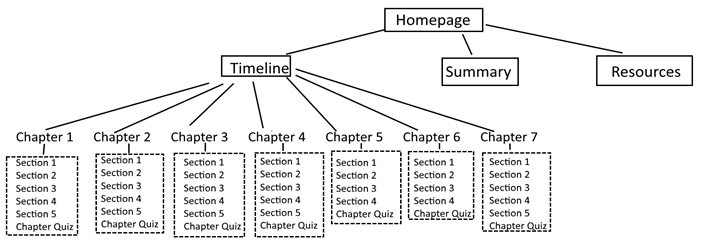 Homepage
Timeline
Summary
Resources
Chapter 1
Section 1
Section 2
Section 3
Section 4
Section 5
Chapter Quiz
Chapter 2
Section 1
Section 2
Section 3
Section 4
Section 5
Chapter Quiz
Chapter 3
Section 1
Section 2
Section 3
Section 4
Section 5
Chapter Quiz
Chapter 4
Section 1
Section 2
Section 3
Section 4
Section 5
Chapter Quiz
Chapter 5
Section 1
Section 2
Section 3
Section 4
Chapter Quiz
Chapter 6
Section 1
Section 2
Section 3
Section 4
Chapter Quiz
Chapter 7
Section 1
Section 2
Section 3
Section 4
Section 5
Chapter Quiz